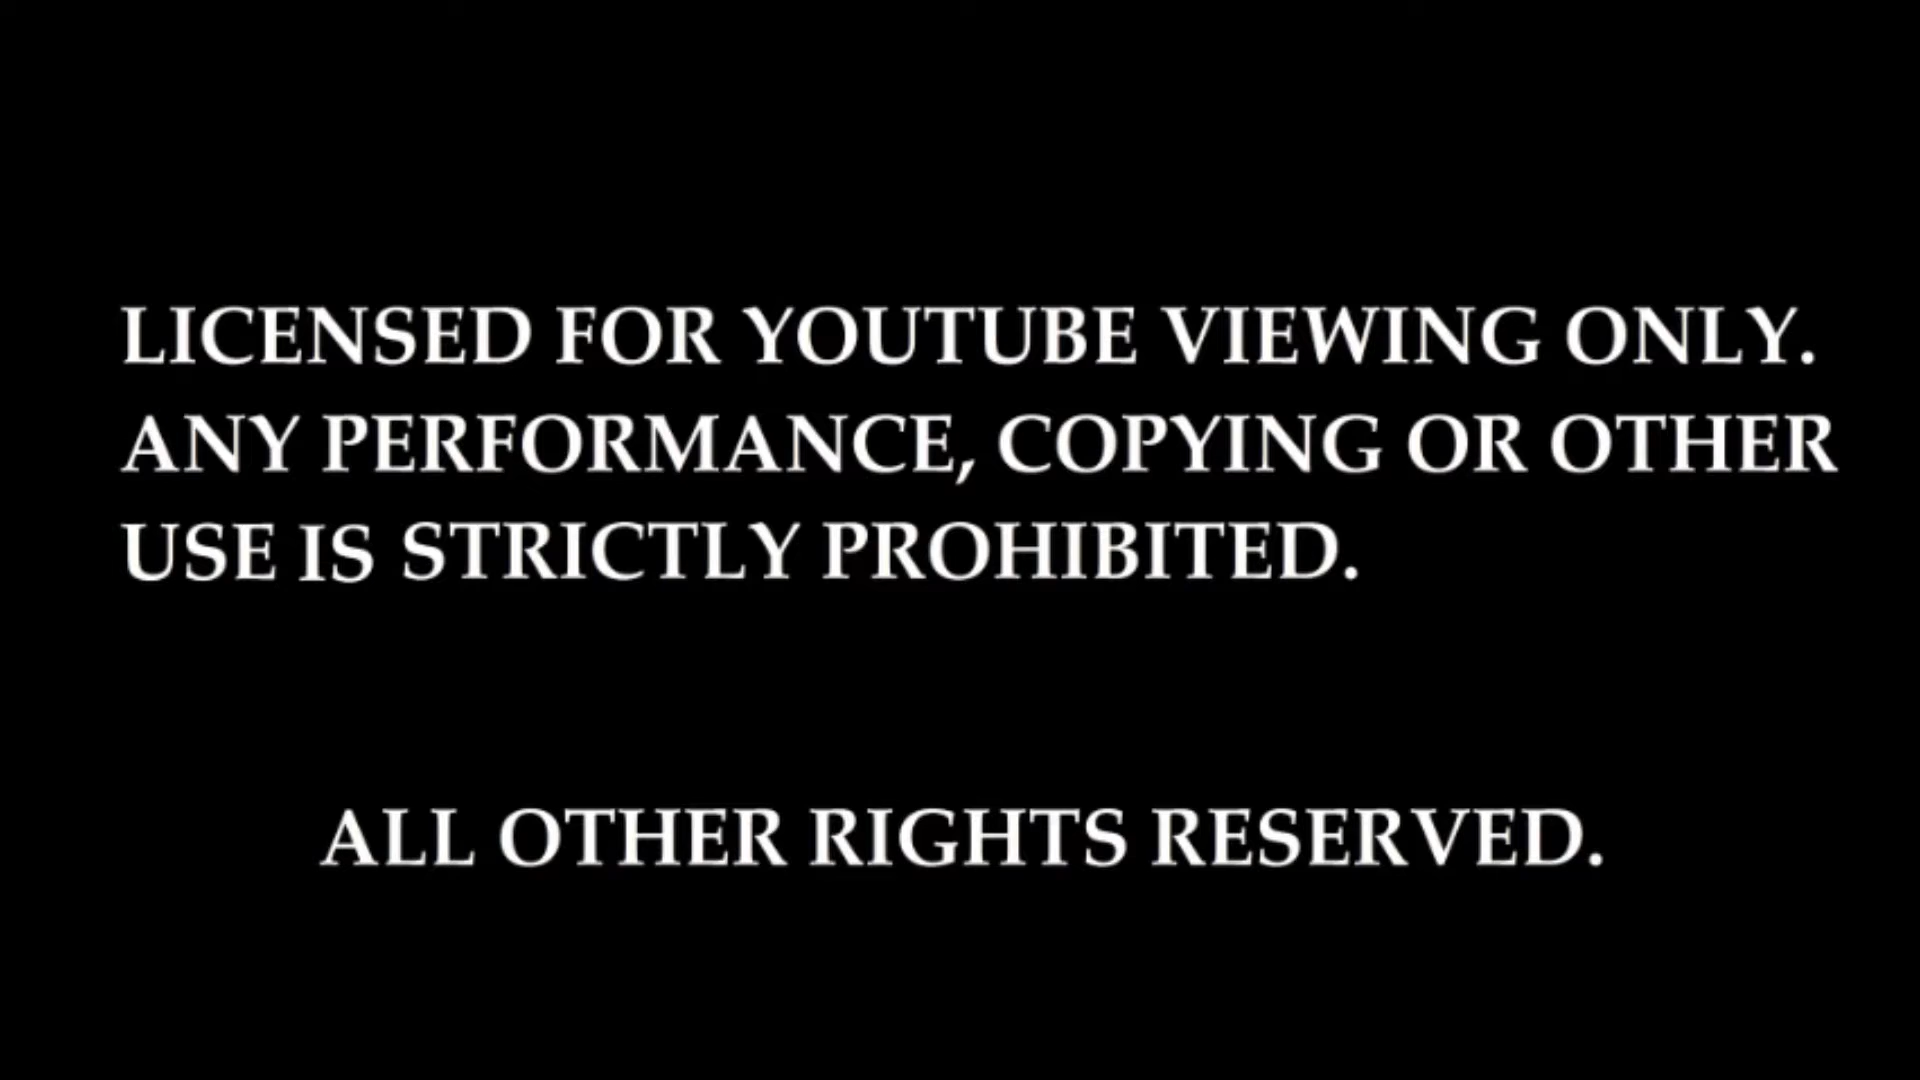 LICENSED FOR YOUTUBE VIEWING ONLY.
ANY PERFORMANCE, COPYING OR OTHER
USE IS STRICTLY PROHIBITED.
ALL OTHER RIGHTS RESERVED.